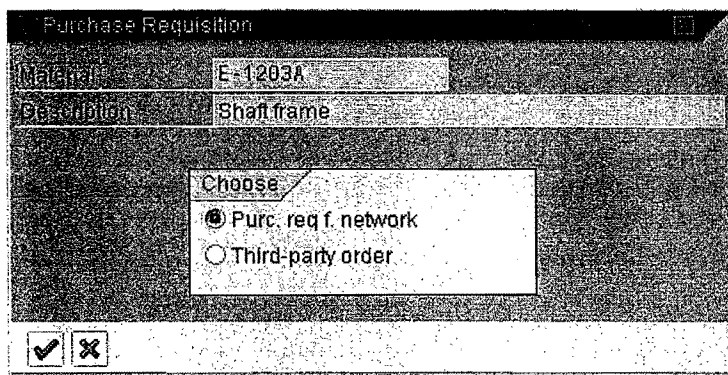 Purchase Requisition
Material E-1203A
Description Shaft frame
Choose
Purc. req f. network
Third-party order